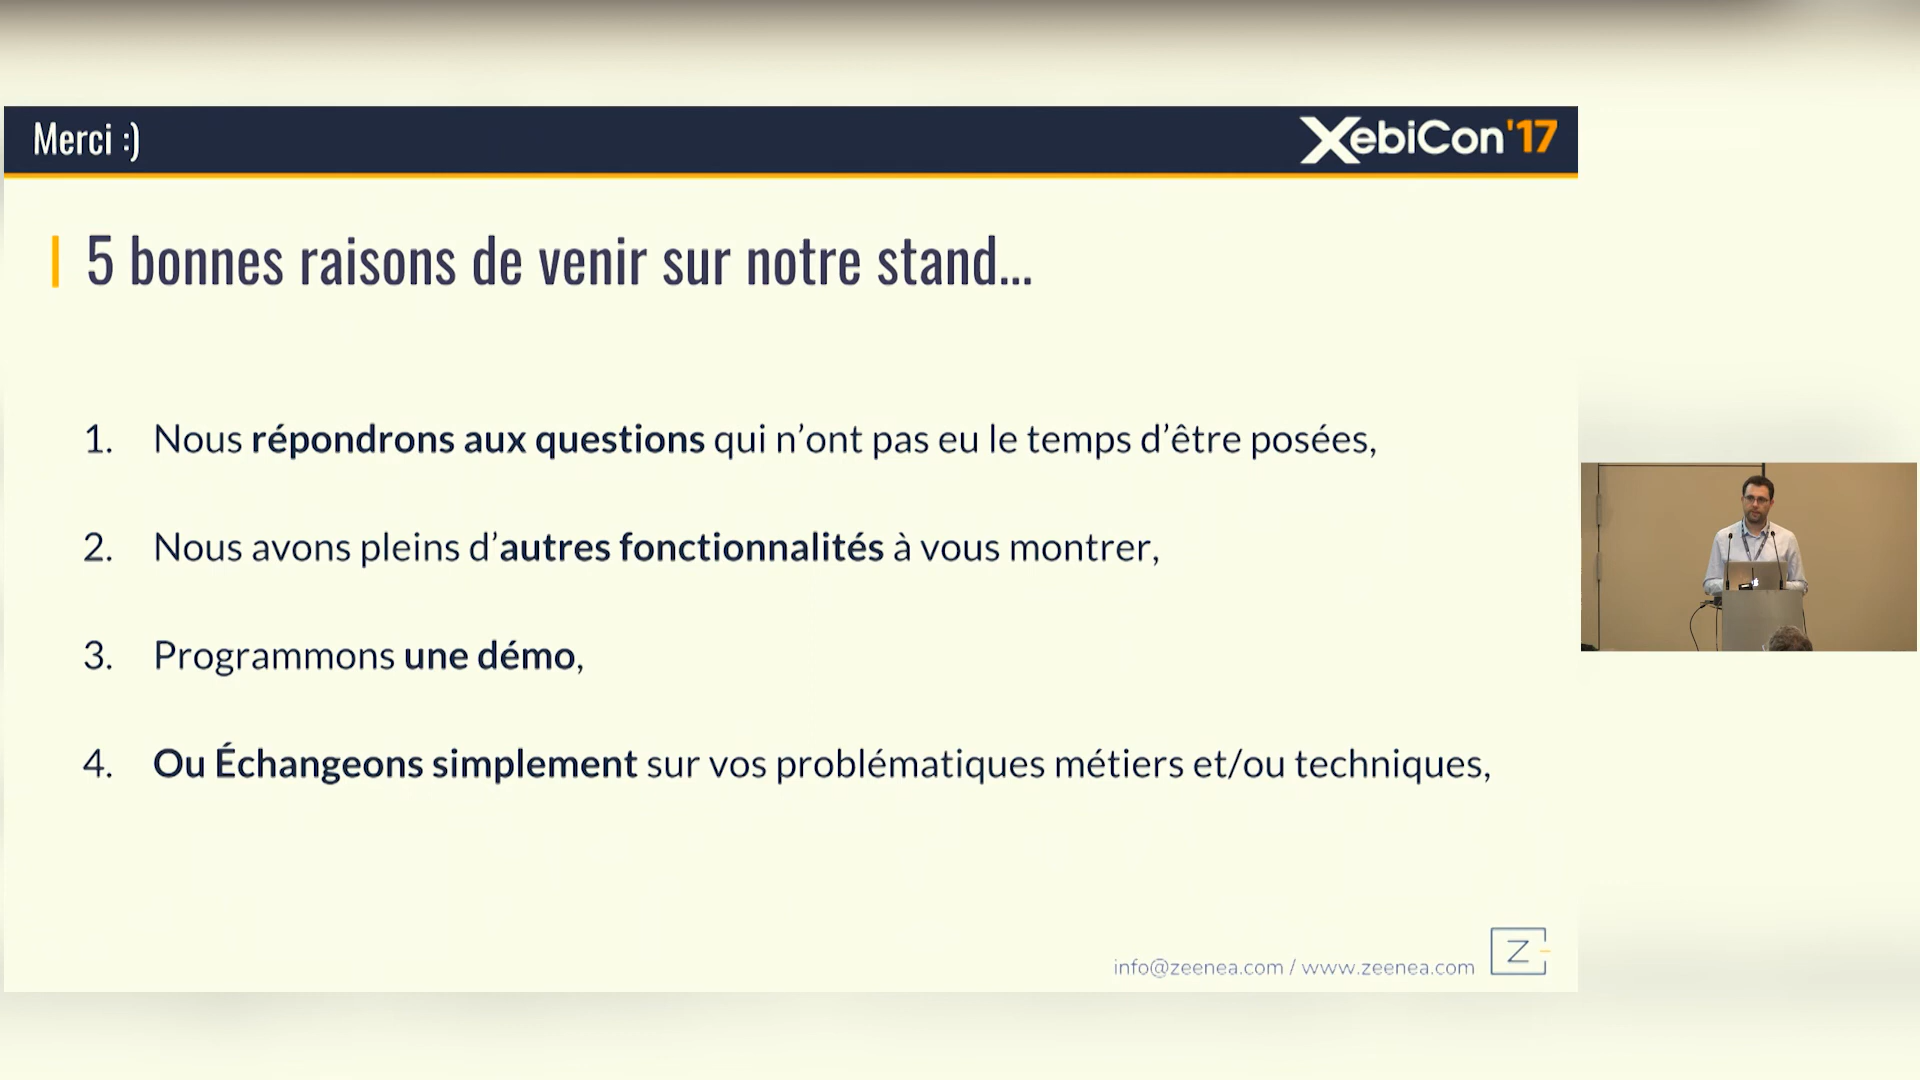 Merci :)
XebiCon'17
5 bonnes raisons de venir sur notre stand...
1. Nous répondrons aux questions qui n’ont pas eu le temps d’être posées,
2. Nous avons pleins d’autres fonctionnalités à vous montrer,
3. Programmons une démo,
4. Ou Échangeons simplement sur vos problématiques métiers et/ou techniques,
info@zeenea.com / www.zeenea.com
Z